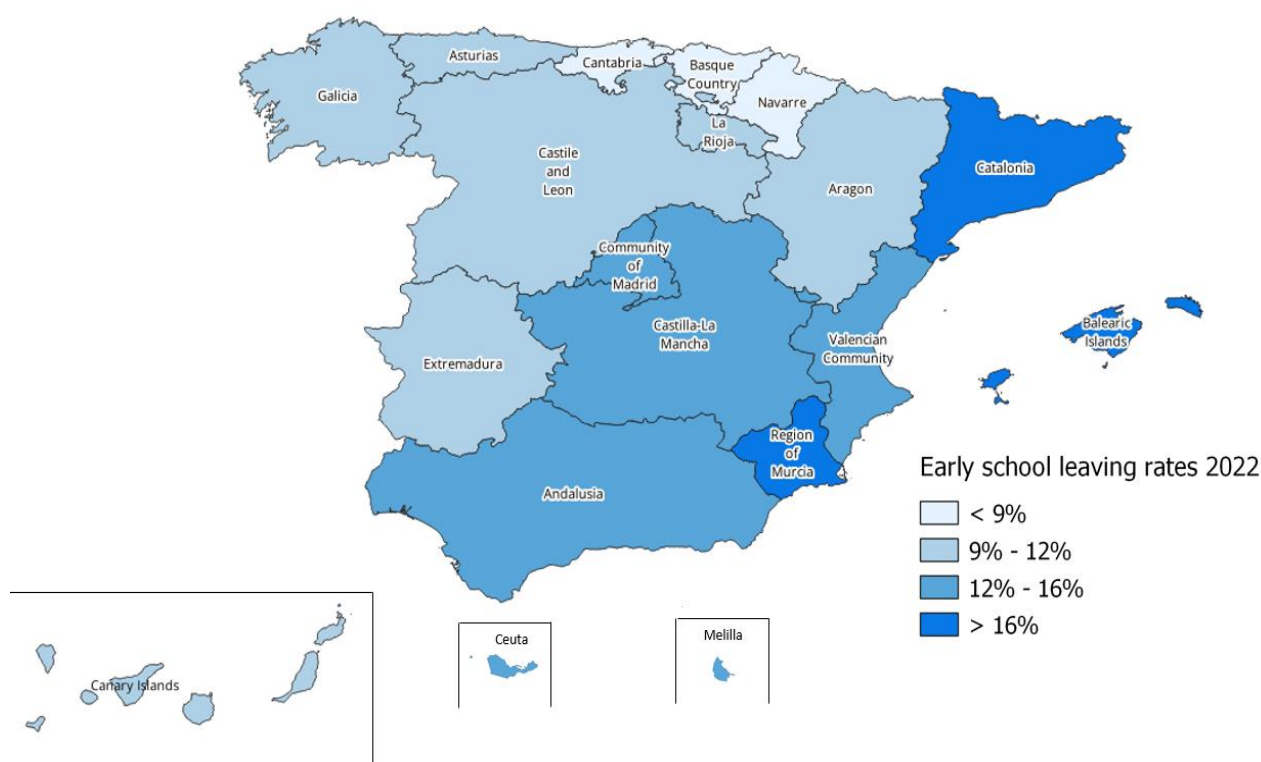 Asturias
Cantabria
Basque
Country
Navarre
Galicia
La
Rioja
Castile
and
Leon
Aragon
Catalonia
Community
of
Madrid
Castilla-La
Mancha
Valencian
Community
Balearic
Islands
Extremadura
Region
of
Murcia
Andalusia
Early school leaving rates 2022
< 9%
9% - 12%
12% - 16%
> 16%
Canary Islands
Ceuta
Melilla